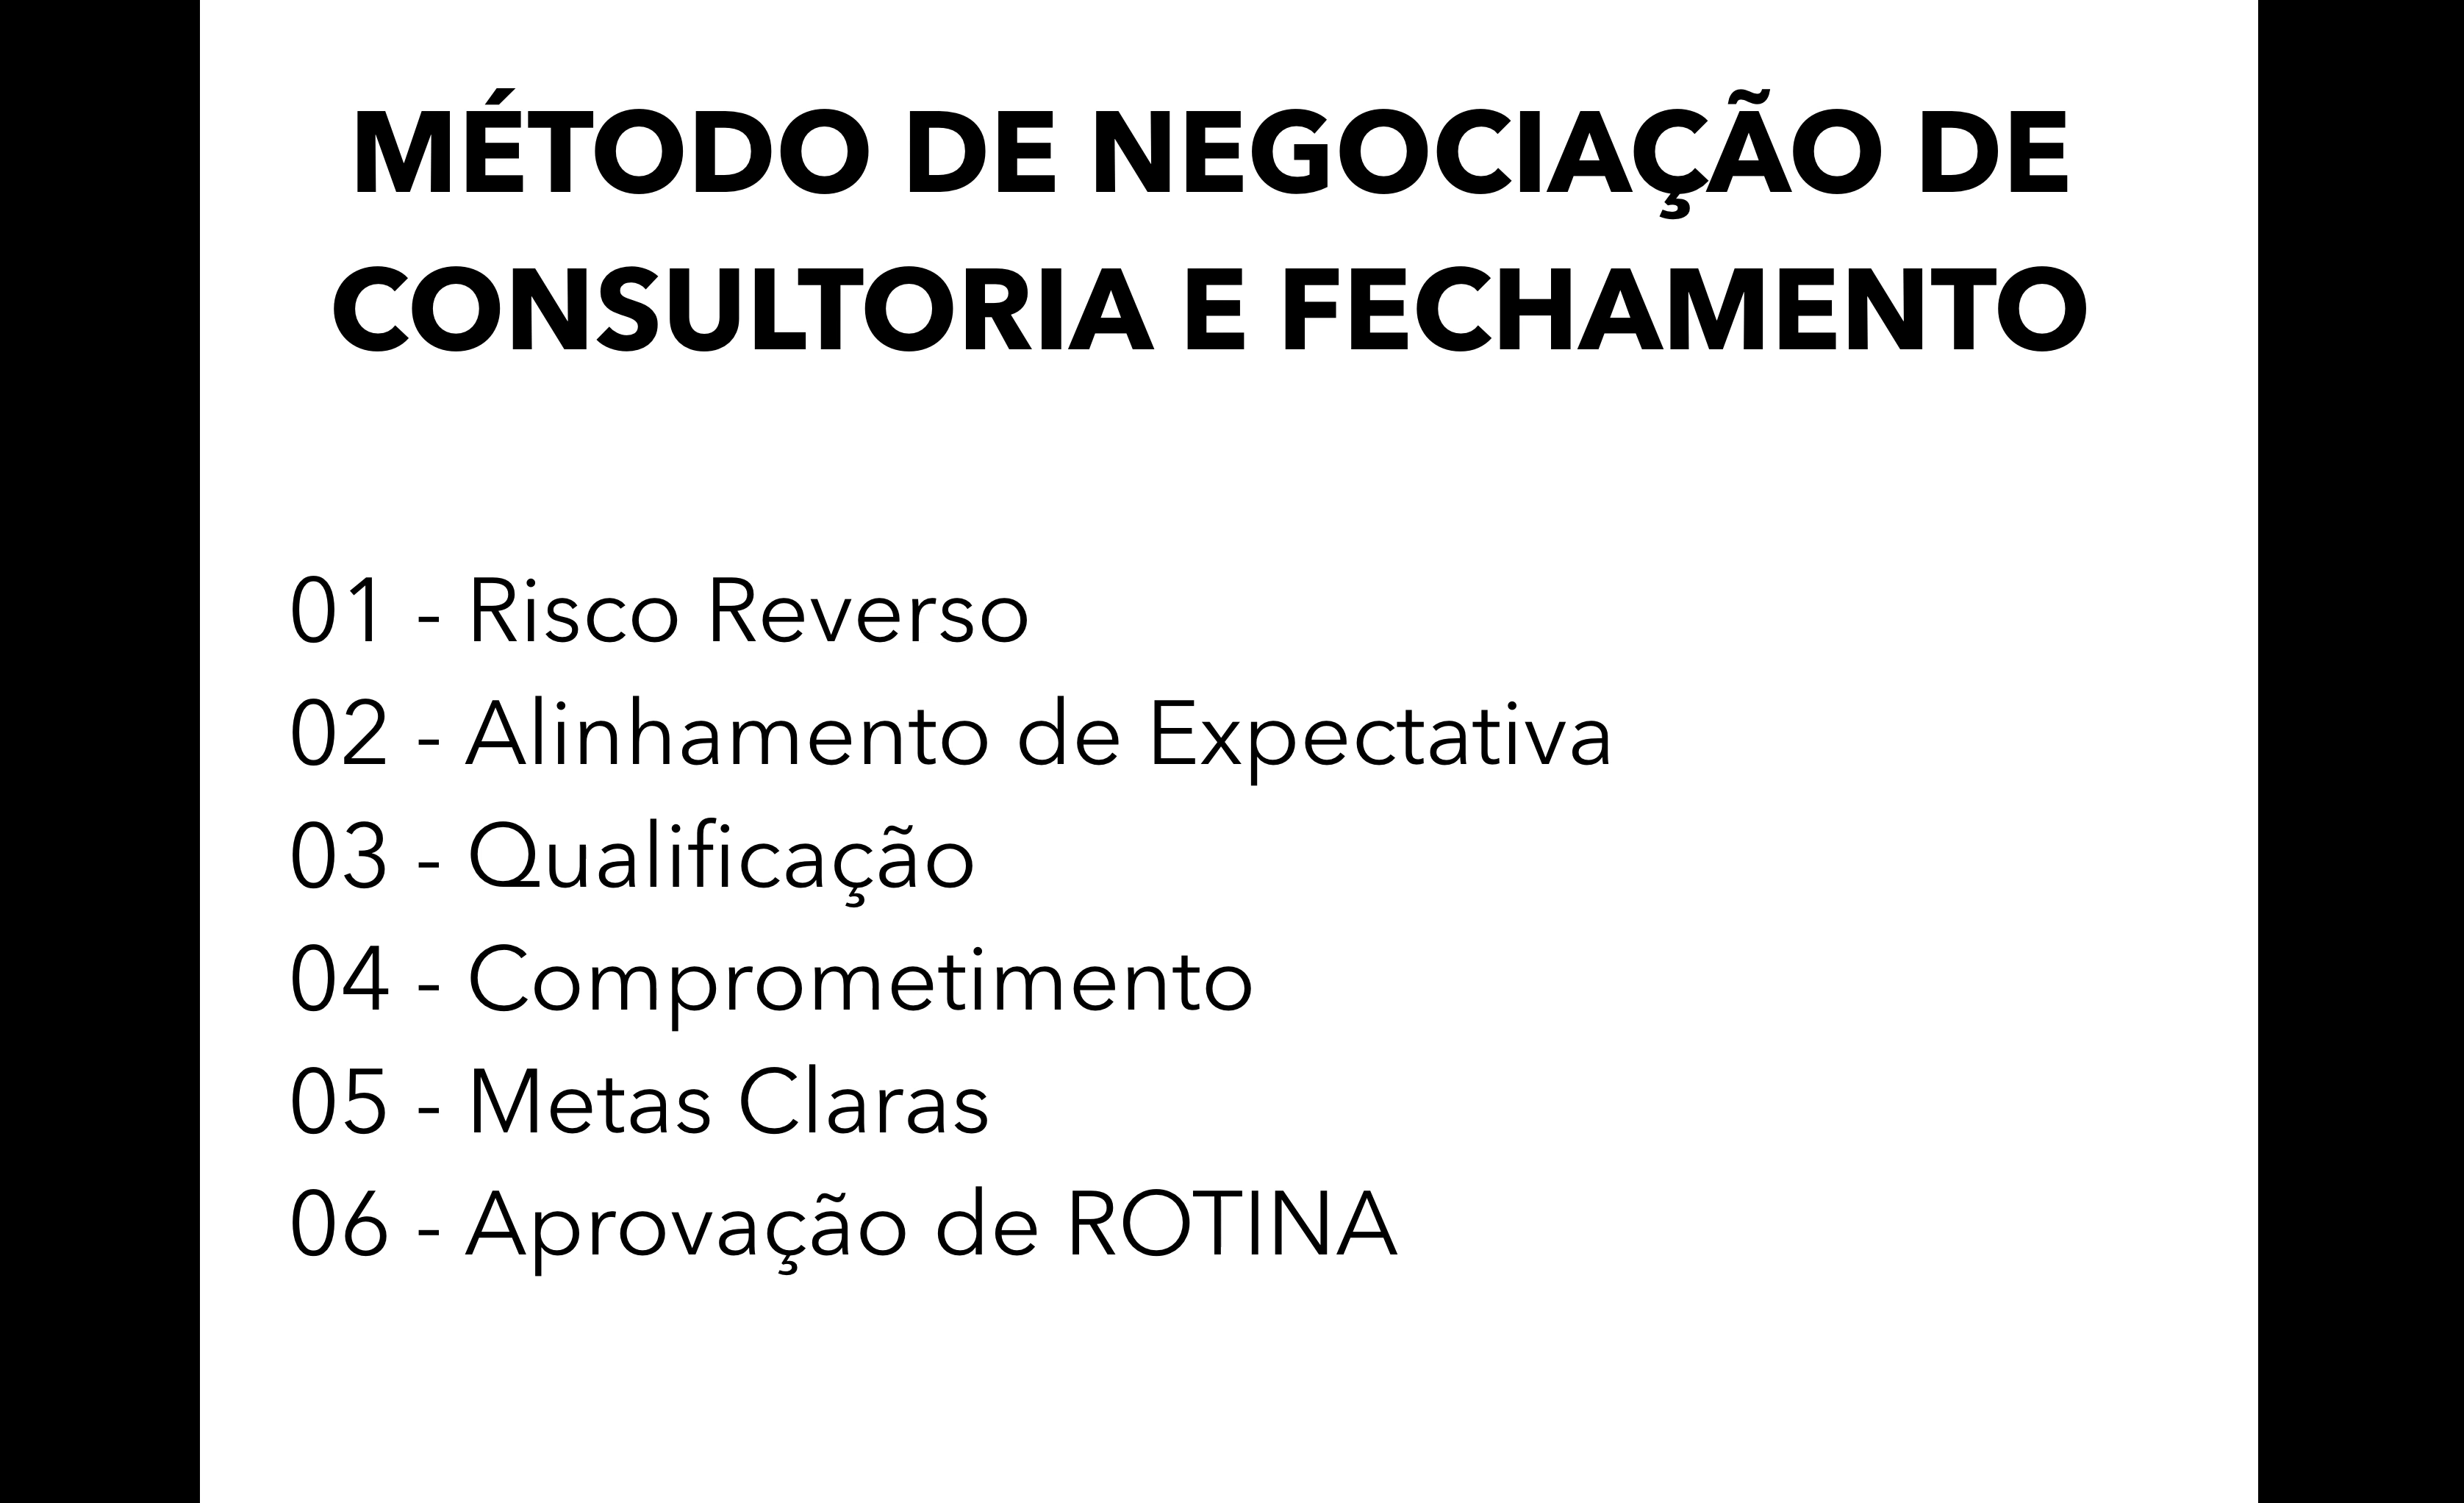 MÉTODO DE NEGOCIAÇÃO DE
CONSULTORIA E FECHAMENTO
01 - Risco Reverso
02 - Alinhamento de Expectativa
03 - Qualificação
04 - Comprometimento
05 - Metas Claras
06 - Aprovação de ROTINA